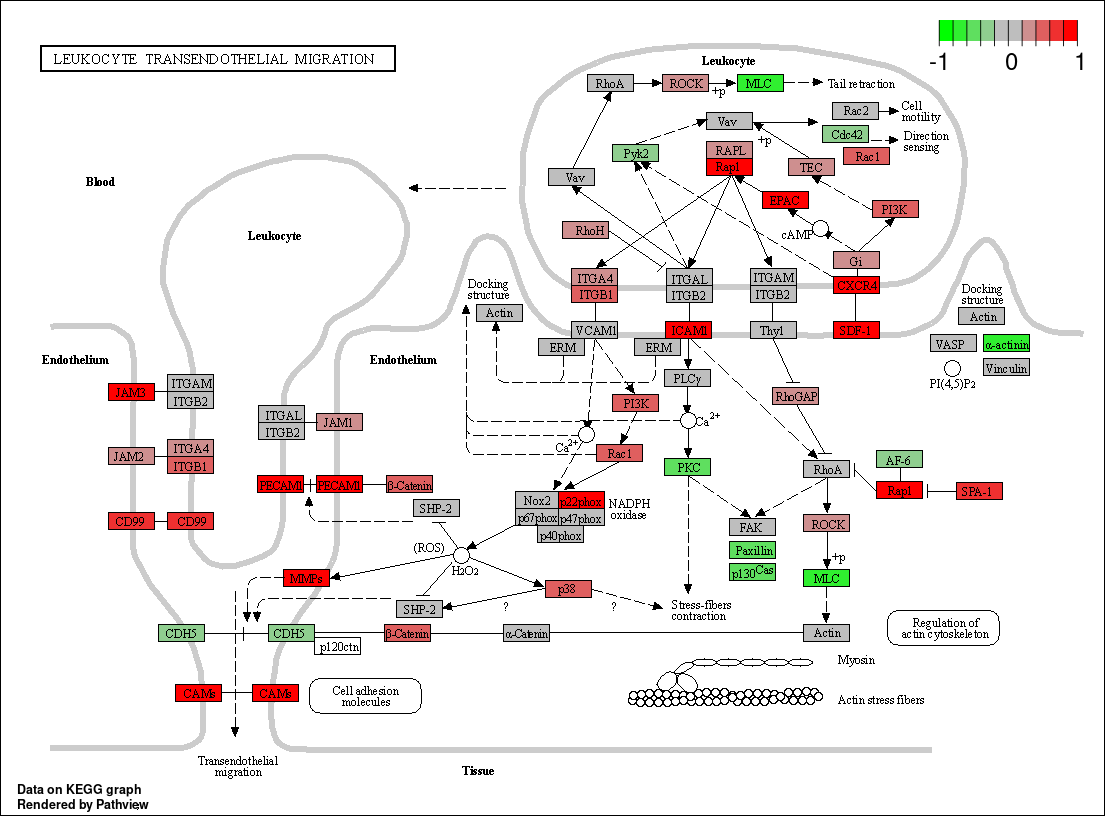 LEUKOCYTE TRANSENDOTHELIAL MIGRATION
-1 0 1
Leukocyte
RhoA
ROCK
+p
MLC
Tail retraction
Rac2
Cell
motility
Vav
+p
Cdc42
Direction
sensing
Rac1
Pyk2
RAPL
Rap1
TEC
Vav
EPAC
PI3K
cAMP
RhoH
Gi
Blood
Leukocyte
ITGA4
ITGB1
ITGAL
ITGB2
ITGAM
ITGB2
CXCR4
Docking
structure
Actin
VCAM1
ICAM1
Thy1
SDF-1
ERM
ERM
Docking
structure
Actin
VASP
α-actinin
PI(4,5)P2
Vinculin
Endothelium
Endothelium
JAM3
ITGAM
ITGB2
PLCγ
PI3K
RhoGAP
ITGAL
ITGB2
JAM1
Ca2+
Ca2+
JAM2
ITGA4
ITGB1
Rac1
PKC
RhoA
AF-6
Rap1
SPA-1
PECAM1
PECAM1
β-Catenin
SHP-2
Nox2
p22phox
p67phox
p47phox
p40phox
NADPH
oxidase
CD99
CD99
FAK
Paxillin
p130Cas
ROCK
+p
MLC
(ROS)
H2O2
MMPs
p38
SHP-2
?
?
Stress-fibers
contraction
CDH5
CDH5
p120ctn
β-Catenin
α-Catenin
Actin
Regulation of
actin cytoskeleton
CAMs
CAMs
Cell adhesion
molecules
Myosin
Actin stress fibers
Transendothelial
migration
Tissue
Data on KEGG graph
Rendered by Pathview